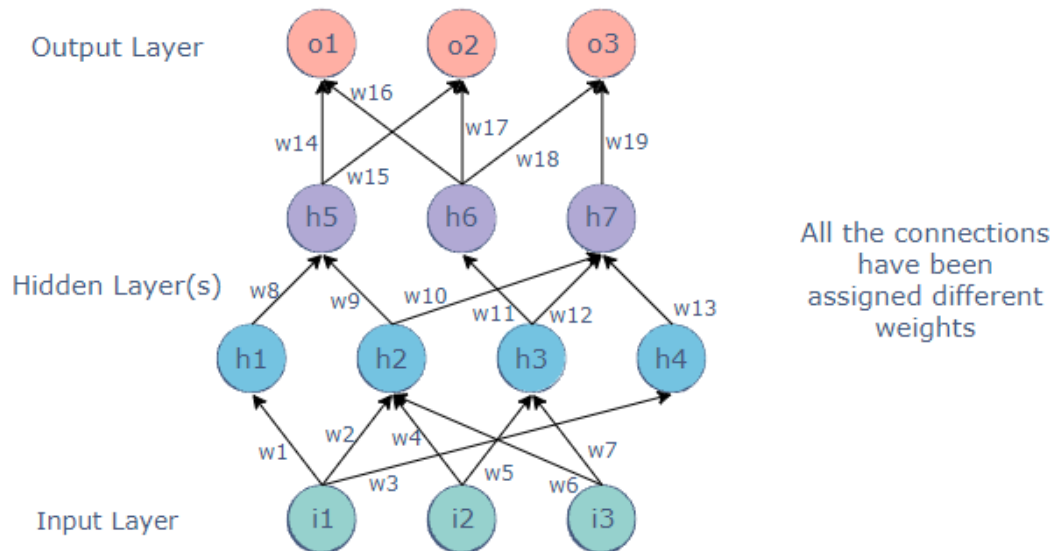 Output Layer
o1 o2 o3
w16
w14 w17 w19
w15 w18
h5 h6 h7
All the connections
have been
assigned different
weights
Hidden Layer(s)
w8 w9 w10 w11 w12 w13
h1 h2 h3 h4
w1 w2 w4 w7
w3 w5 w6
Input Layer
i1 i2 i3